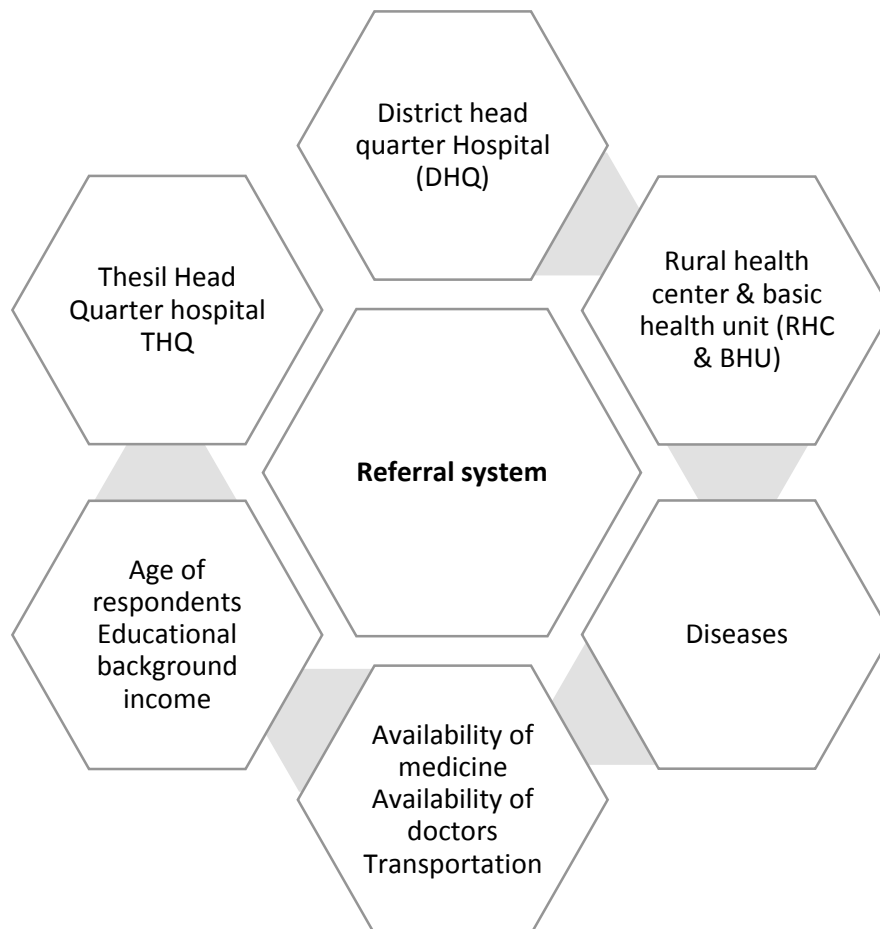 District head
quarter Hospital
(DHQ)
Thesil Head
Quarter hospital
THQ
Rural health
center & basic
health unit (RHC
& BHU)
Referral system
Age of
respondents
Educational
background
income
Diseases
Availability of
medicine
Availability of
doctors
Transportation